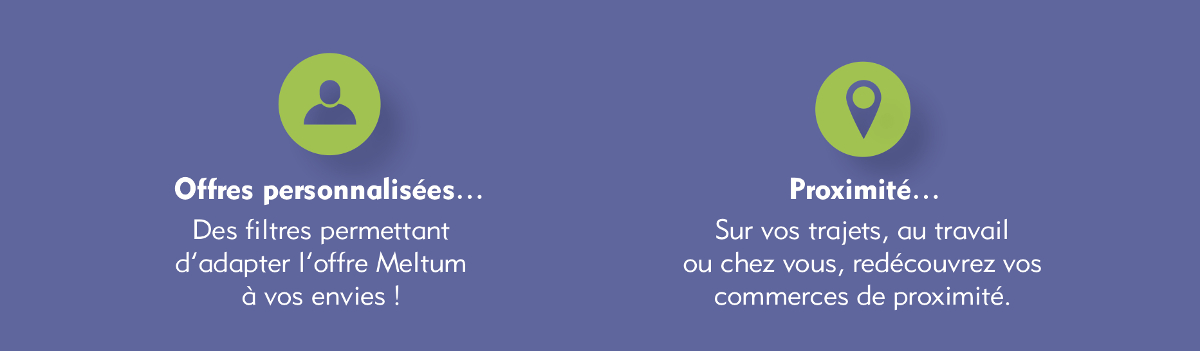 Offres personnalisées...
Des filtres permettant
d'adapter l'offre Meltum
à vos envies !
Proximité...
Sur vos trajets, au travail
ou chez vous, redécouvrez vos
commerces de proximité.